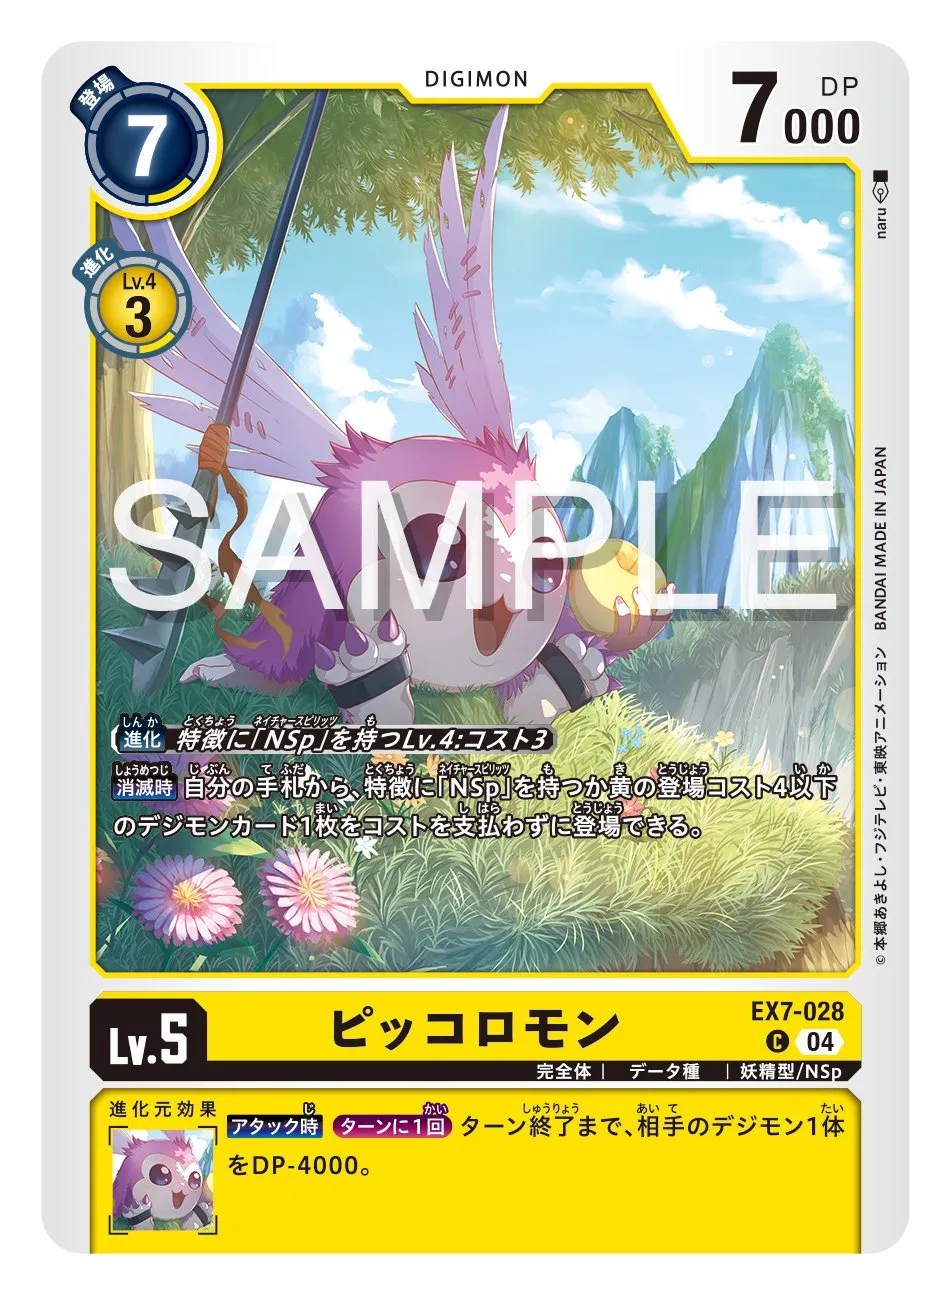 DIGIMON
登場
7
DP
7000
進化
Lv.4
3
naru
BANDAI MADE IN JAPAN
©本郷あきよし・フジテレビ・東映アニメーション
SAMPLE
進化 特徴に「NSp」を持つLv.4:コスト3
消滅時 自分の手札から、特徴に「NSp」を持つか黄の登場コスト4以下
のデジモンカード1枚をコストを支払わずに登場できる。
Lv.5
ピッコロモン
EX7-028
C 04
完全体 | データ種 | 妖精型/NSp
進化元効果
アタック時 ターンに1回 ターン終了まで、相手のデジモン1体
をDP-4000。